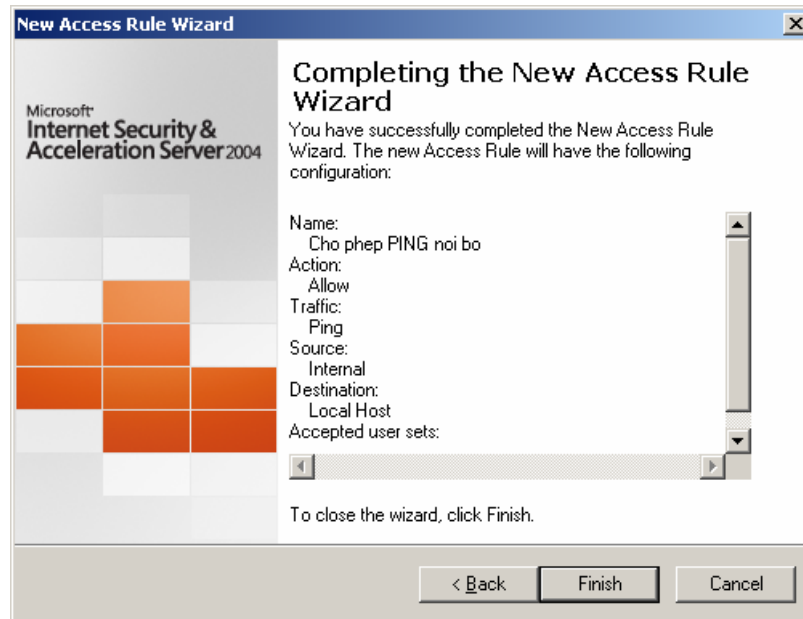 New Access Rule Wizard
Microsoft
Internet Security &
Acceleration Server 2004
Completing the New Access Rule
Wizard
You have successfully completed the New Access Rule
Wizard. The new Access Rule will have the following
configuration:
Name:
Cho phep PING noi bo
Action:
Allow
Traffic:
Ping
Source:
Internal
Destination:
Local Host
Accepted user sets:
To close the wizard, click Finish.
< Back
Finish
Cancel